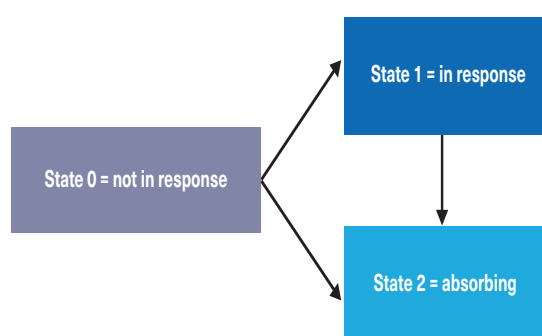 State 1 = in response
State 0 = not in response
State 2 = absorbing